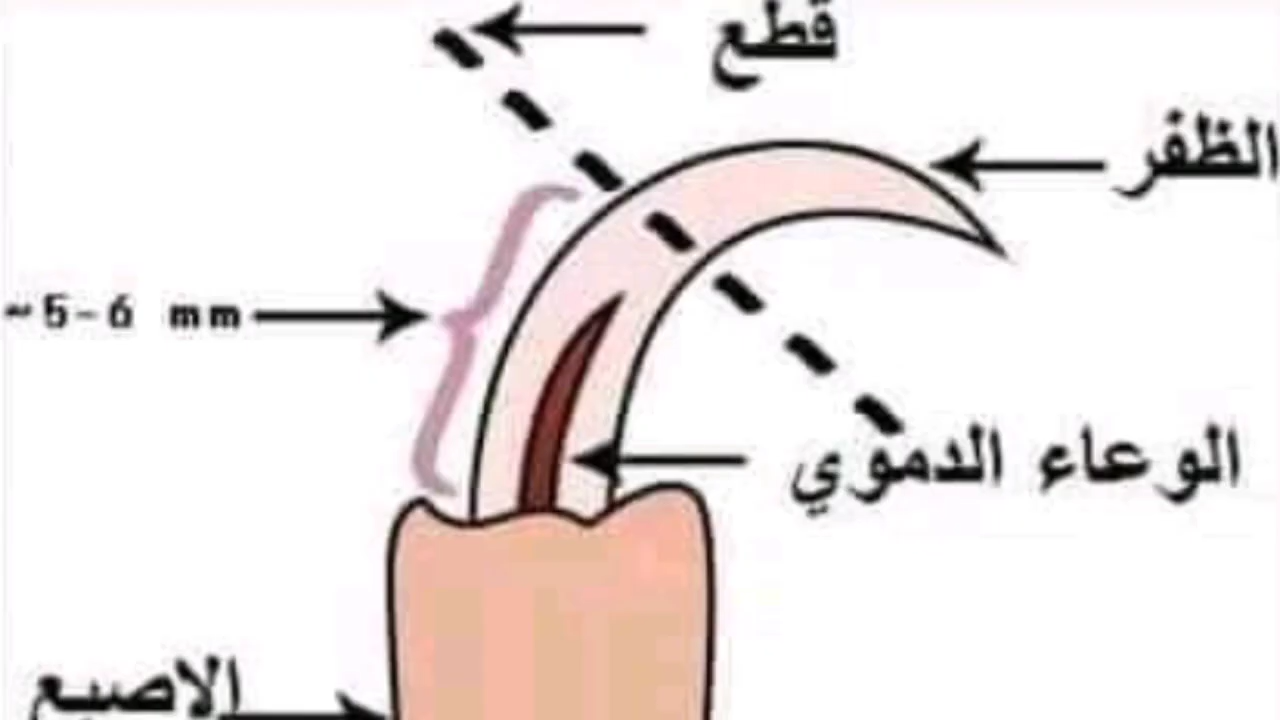 قطع
الظفر
~5-6 mm
الوعاء الدموي
الاصبع